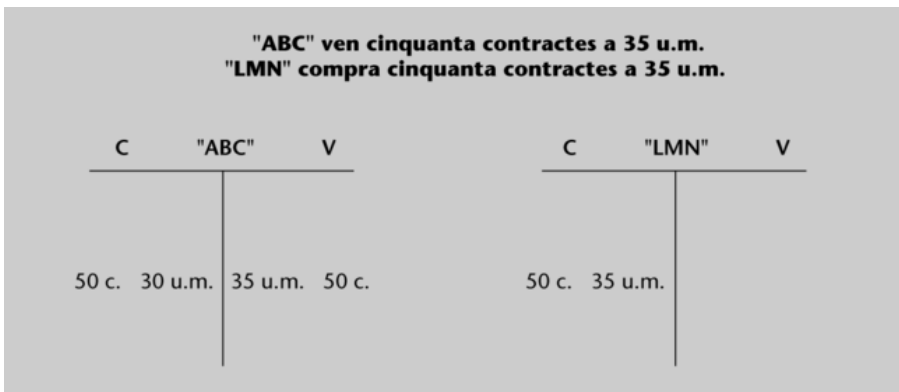 "ABC" ven cinquanta contractes a 35 u.m.
"LMN" compra cinquanta contractes a 35 u.m.
C "ABC" V
50 c. 30 u.m. 35 u.m. 50 c.
C "LMN" V
50 c. 35 u.m.